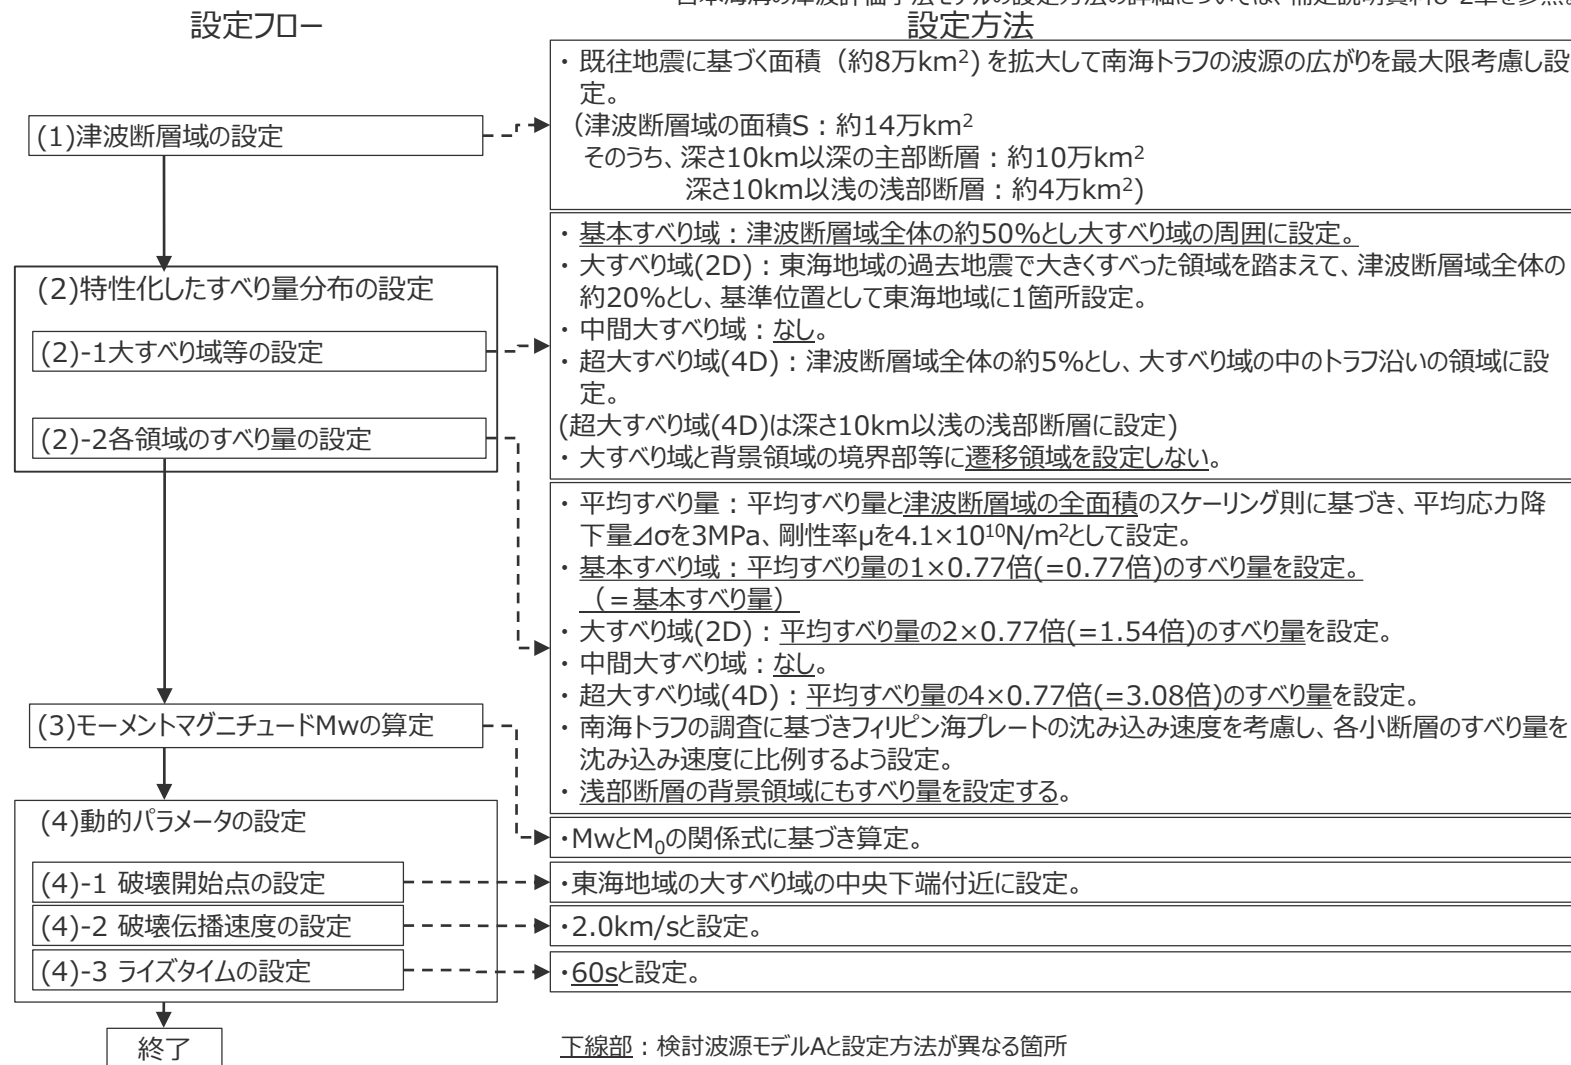 日本海溝の津波評価手法モデルの設定方法の詳細については、補足説明資料
設定フロー
設定方法
(1)津波断層域の設定
・既往地震に基づく面積（約8万km²) を拡大して南海トラフの波源の広がりを最大限考慮し設
定。
(津波断層域の面積S：約14万km²
そのうち、深さ10km以深の主部断層：約10万km²
深さ10km以浅の浅部断層：約4万km²)
(2)特性化したすべり量分布の設定
(2)-1大すべり域等の設定
・基本すべり域：津波断層域全体の約50%とし大すべり域の周囲に設定。
・大すべり域(2D)：東海地域の過去地震で大きくすべった領域を踏まえて、津波断層域全体の
約20%とし、基準位置として東海地域に1箇所設定。
・中間大すべり域：なし。
・超大すべり域(4D)：津波断層域全体の約5%とし、大すべり域の中のトラフ沿いの領域に設
定。
(超大すべり域(4D)は深さ10km以浅の浅部断層に設定)
・大すべり域と背景領域の境界部等に遷移領域を設定しない。
(2)-2各領域のすべり量の設定
・平均すべり量：平均すべり量と津波断層域の全面積のスケーリング則に基づき、平均応力降
下量⊿σを3MPa、剛性率μを4.1×10¹⁰N/m²として設定。
・基本すべり域：平均すべり量の1×0.77倍(=0.77倍)のすべり量を設定。
（＝基本すべり量）
・大すべり域(2D)：平均すべり量の2×0.77倍(=1.54倍)のすべり量を設定。
・中間大すべり域：なし。
・超大すべり域(4D)：平均すべり量の4×0.77倍(=3.08倍)のすべり量を設定。
・南海トラフの調査に基づきフィリピン海プレートの沈み込み速度を考慮し、各小断層のすべり量を
沈み込み速度に比例するよう設定。
・浅部断層の背景領域にもすべり量を設定する。
(3)モーメントマグニチュードMwの算定
・MwとM₀の関係式に基づき算定。
(4)動的パラメータの設定
(4)-1 破壊開始点の設定
・東海地域の大すべり域の中央下端付近に設定。
(4)-2 破壊伝播速度の設定
・2.0km/sと設定。
(4)-3 ライズタイムの設定
・60sと設定。
終了
下線部：検討波源モデルAと設定方法が異なる箇所